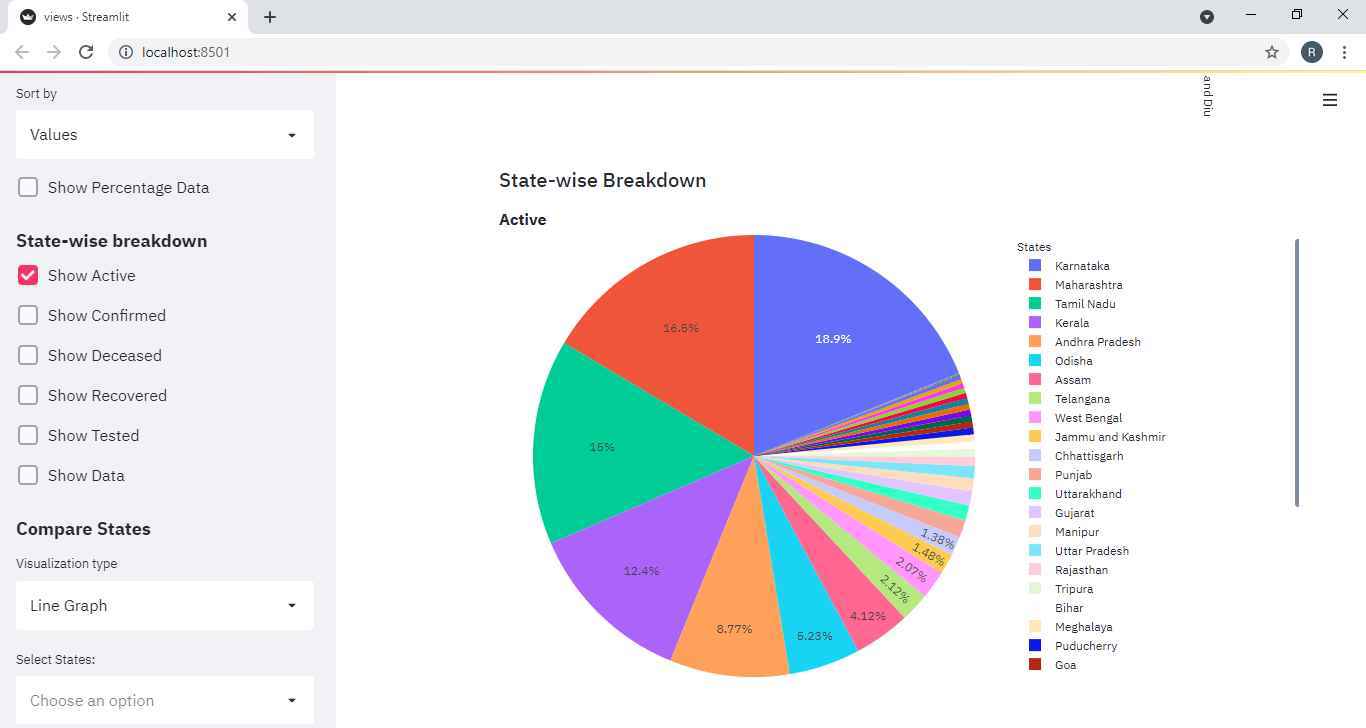 views · Streamlit
localhost:8501
R
Sort by
Values
Show Percentage Data
State-wise breakdown
Show Active
Show Confirmed
Show Deceased
Show Recovered
Show Tested
Show Data
Compare States
Visualization type
Line Graph
Select States:
Choose an option
and Diu
State-wise Breakdown
Active
18.9%
16.5%
15%
12.4%
8.77%
5.23%
4.12%
2.12%
2.07%
1.48%
1.38%
States
Karnataka
Maharashtra
Tamil Nadu
Kerala
Andhra Pradesh
Odisha
Assam
Telangana
West Bengal
Jammu and Kashmir
Chhattisgarh
Punjab
Uttarakhand
Gujarat
Manipur
Uttar Pradesh
Rajasthan
Tripura
Bihar
Meghalaya
Puducherry
Goa